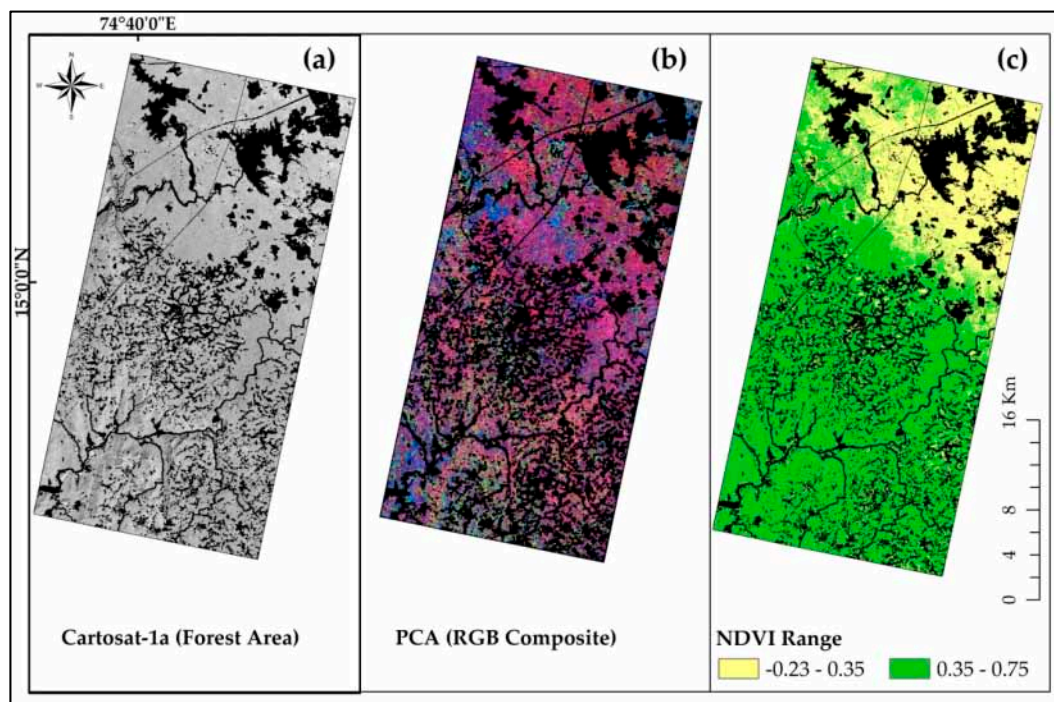 74°40'0"E
(a)
(b)
(c)
N
W
E
S
15°0'0"N
16 Km
8
4
0
Cartosat-1a (Forest Area)
PCA (RGB Composite)
NDVI Range
-0.23 - 0.35
0.35 - 0.75